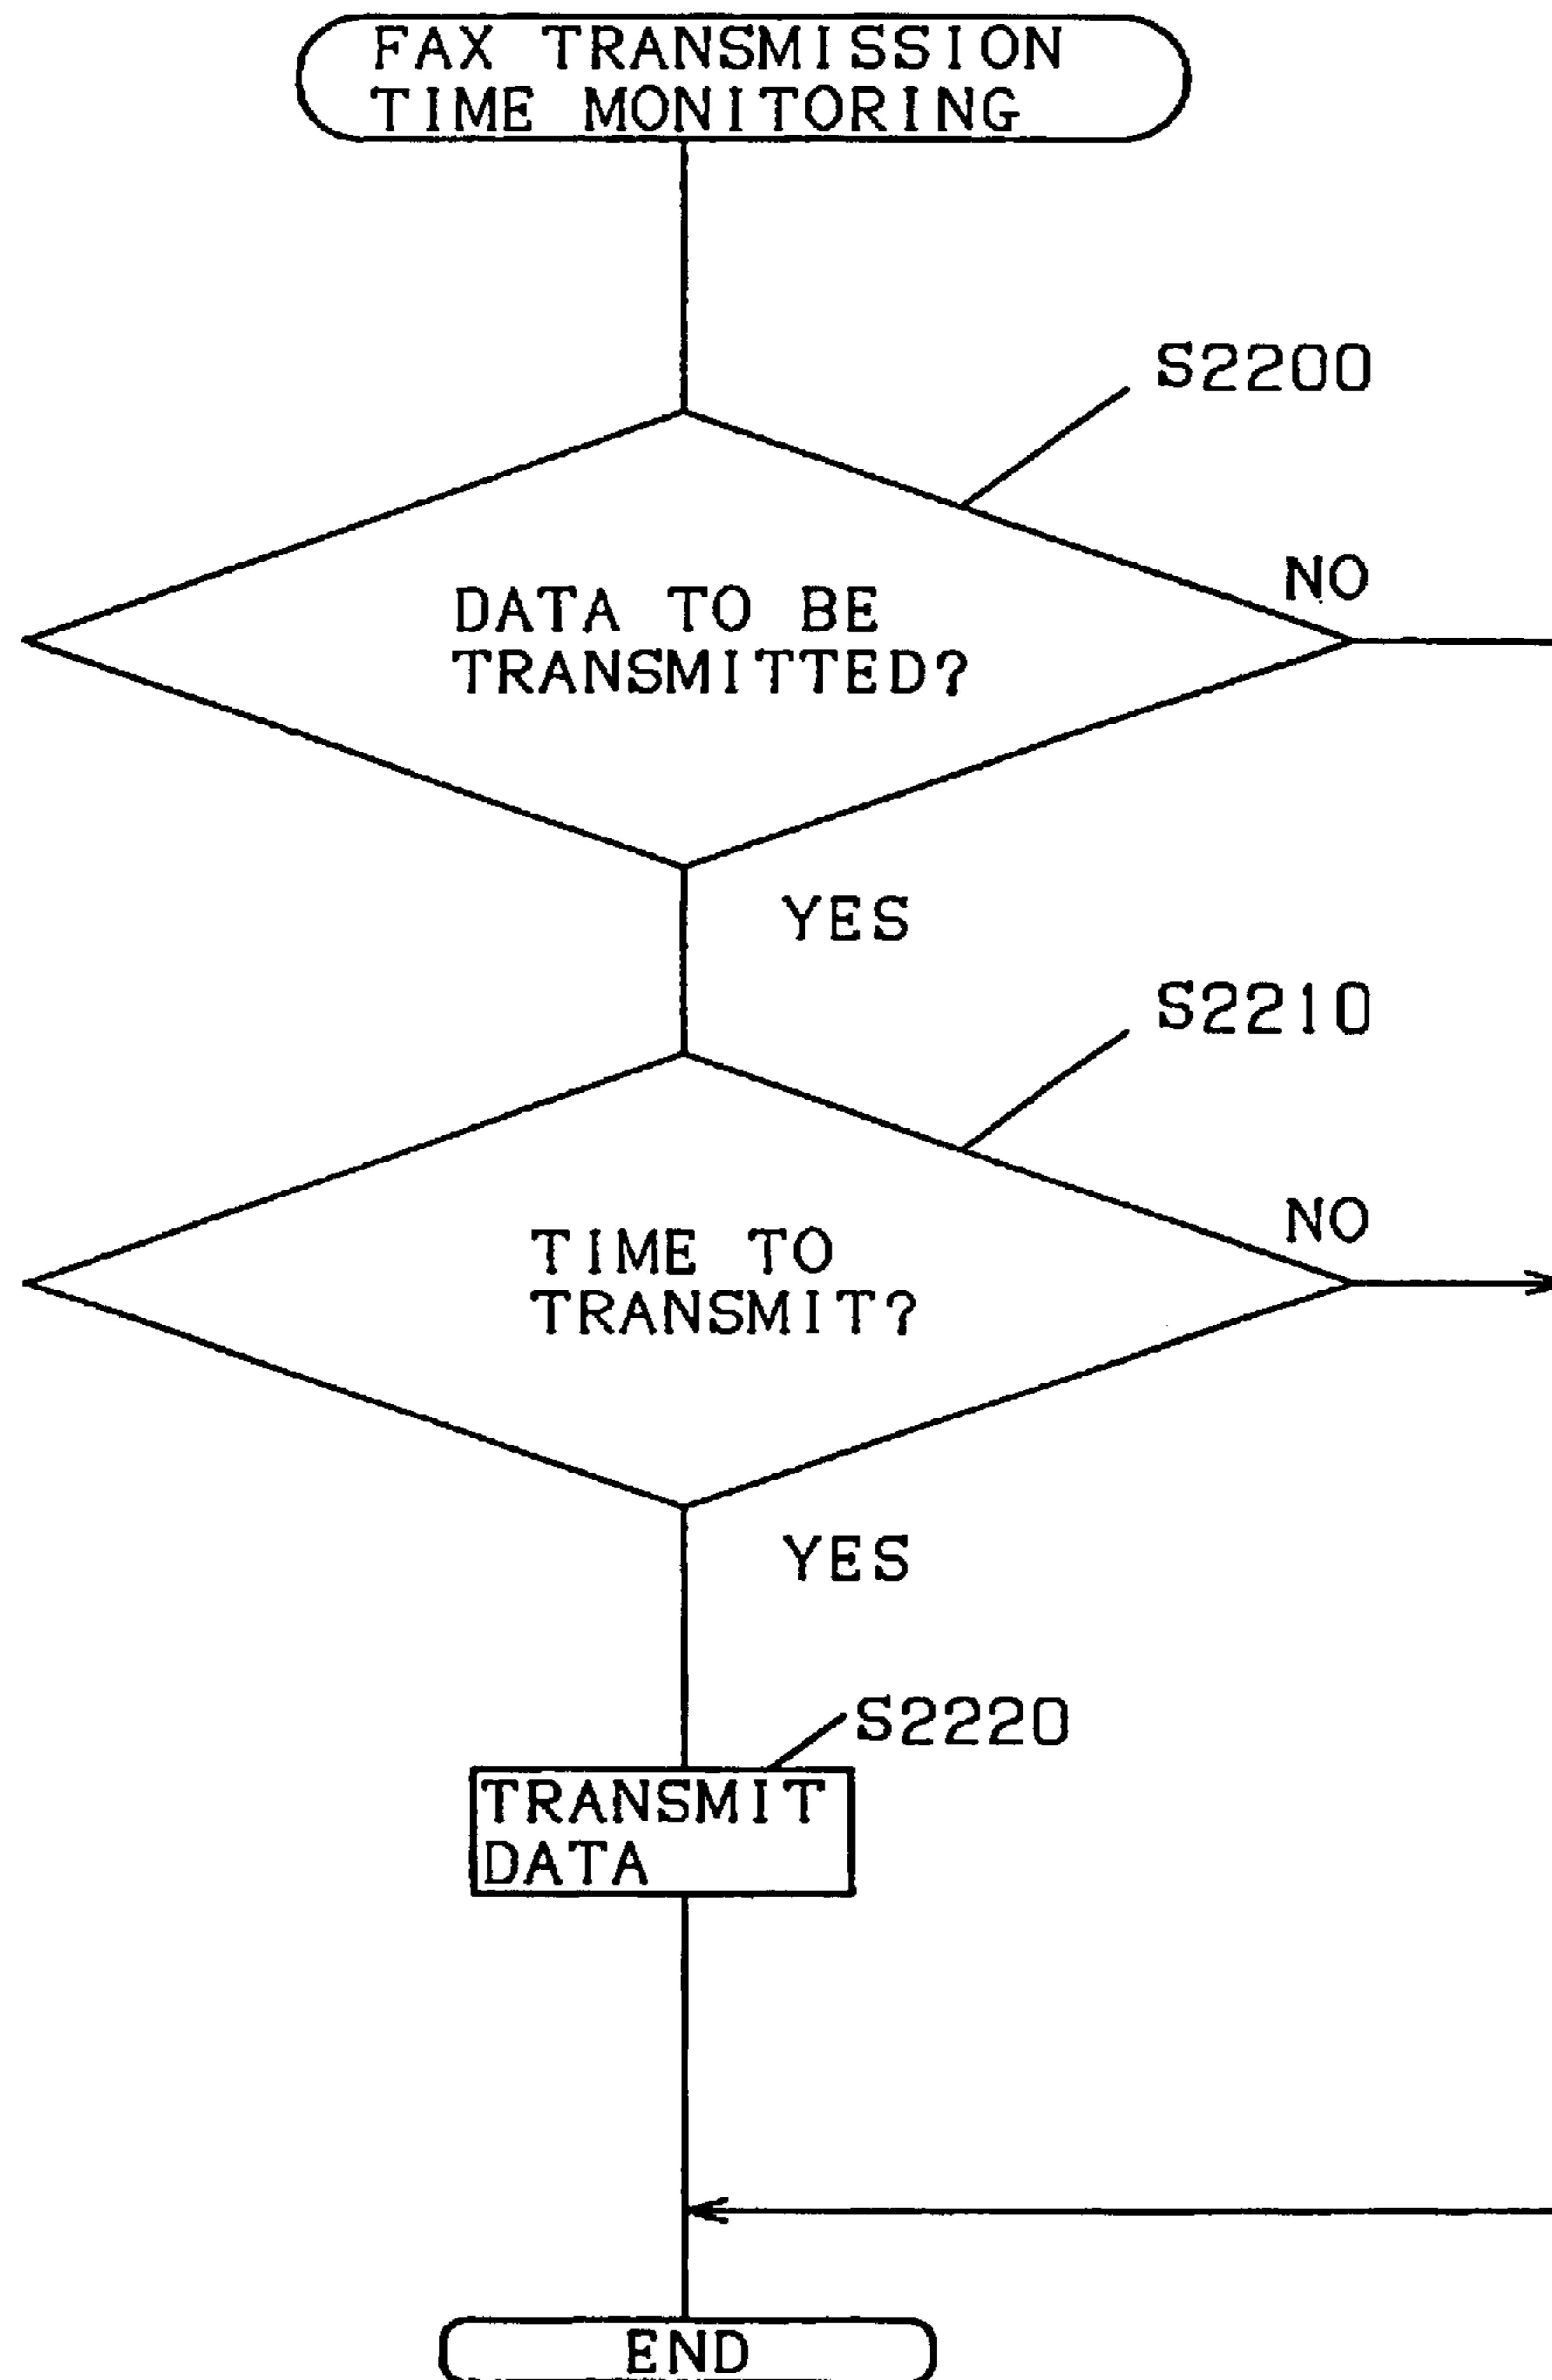 FAX TRANSMISSION
TIME MONITORING
S2200
NO
DATA TO BE
TRANSMITTED?
YES
S2210
NO
TIME TO
TRANSMIT?
YES
S2220
TRANSMIT
DATA
END